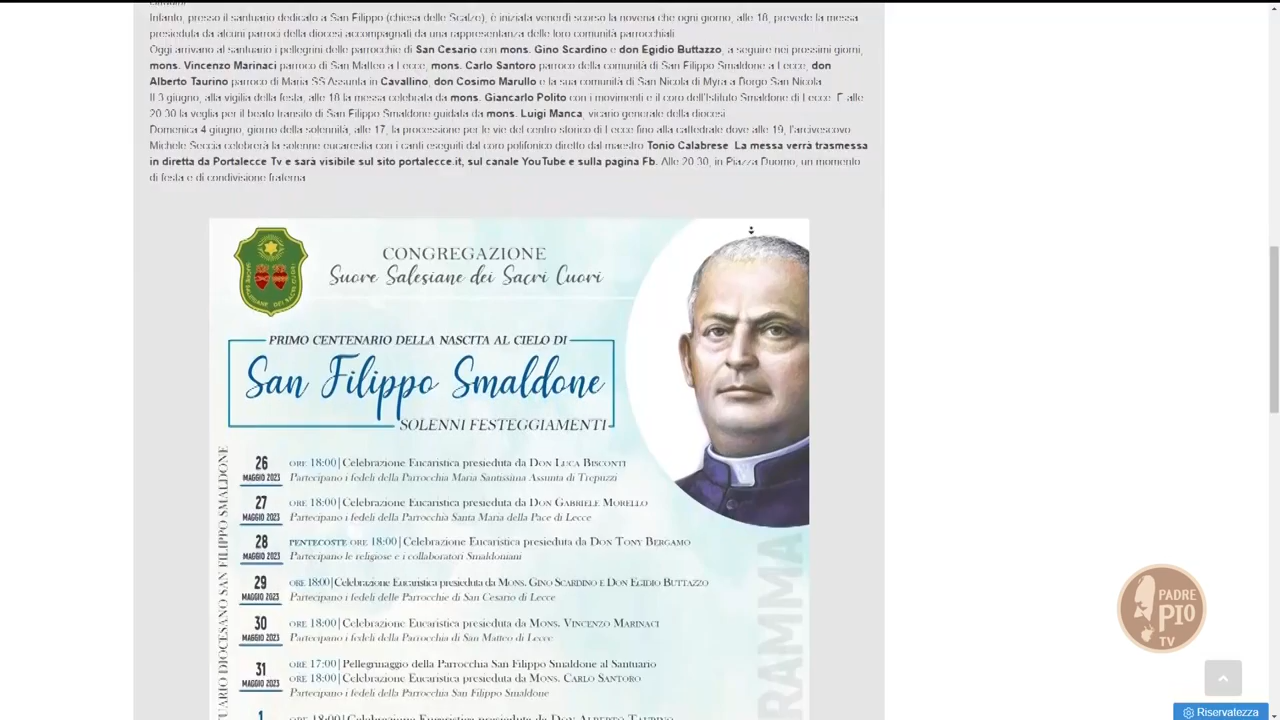 Intanto, presso il santuario dedicato a San Filippo (chiesa delle Scalze), è iniziata venerdì scorso la novena che ogni giorno, alle 18, prevede la messa
presieduta da alcuni parroci della diocesi accompagnati da una rappresentanza delle loro comunità parrocchiali.
Oggi arrivano al santuario i pellegrini delle parrocchie di San Cesario con mons. Gino Scardino e don Egidio Buttazzo, a seguire nei prossimi giorni,
mons. Vincenzo Marinaci parroco di San Matteo a Lecce, mons. Carlo Santoro parroco della comunità di San Filippo Smaldone a Lecce, don
Alberto Taurino parroco di Maria SS Assunta in Cavallino, don Cosimo Marullo e la sua comunità di San Nicola di Myra a Borgo San Nicola.
Il 3 giugno, alla vigilia della festa, alle 18 la messa celebrata da mons. Giancarlo Polito con i movimenti e il coro dell'Istituto Smaldone di Lecce. E alle
20.30 la veglia per il beato transito di San Filippo Smaldone guidata da mons. Luigi Manca, vicario generale della diocesi.
Domenica 4 giugno, giorno della solennità, alle 17, la processione per le vie del centro storico di Lecce fino alla cattedrale dove alle 19, l'arcivescovo
Michele Seccia celebrerà la solenne eucarestia con i canti eseguiti dal coro polifonico diretto dal maestro Tonio Calabrese. La messa verrà trasmessa
in diretta da Portalecce Tv e sarà visibile sul sito portalecce.it, sul canale YouTube e sulla pagina Fb. Alle 20.30, in Piazza Duomo, un momento
di festa e di condivisione fraterna.
CONGREGAZIONE
Suore Salesiane dei Sacri Cuori
PRIMO CENTENARIO DELLA NASCITA AL CIELO DI
San Filippo Smaldone
SOLENNI FESTEGGIAMENTI
26 MAGGIO 2023
ORE 18:00|Celebrazione Eucaristica presieduta da DON LUCA BISCONTI
Partecipano i fedeli della Parrocchia Maria Santissima Assunta di Trepuzzi
27 MAGGIO 2023
ORE 18:00|Celebrazione Eucaristica presieduta da DON GABRIELE MORELLO
Partecipano i fedeli della Parrocchia Santa Maria della Pace di Lecce
28 MAGGIO 2023
PENTECOSTE ORE 18:00|Celebrazione Eucaristica presieduta da DON TONY BERGAMO
Partecipano le religiose e i collaboratori Smaldoniani
29 MAGGIO 2023
ORE 18:00|Celebrazione Eucaristica presieduta da MONS. GINO SCARDINO E DON EGIDIO BUTTAZZO
Partecipano i fedeli delle Parrocchie di San Cesario di Lecce
30 MAGGIO 2023
ORE 18:00|Celebrazione Eucaristica presieduta da MONS. VINCENZO MARINACI
Partecipano i fedeli della Parrocchia di San Matteo di Lecce
31 MAGGIO 2023
ORE 17:00|Pellegrinaggio della Parrocchia San Filippo Smaldone al Santuario
ORE 18:00|Celebrazione Eucaristica presieduta da MONS. CARLO SANTORO
Partecipano i fedeli della Parrocchia San Filippo Smaldone
1
ORE 18:00|Celebrazione Eucaristica presieduta da DON ALBERTO TAURINO
TUARIO DIOCESANO SAN FILIPPO SMALDONE
RAMMA
PADRE
PIO
TV
Riservatezza